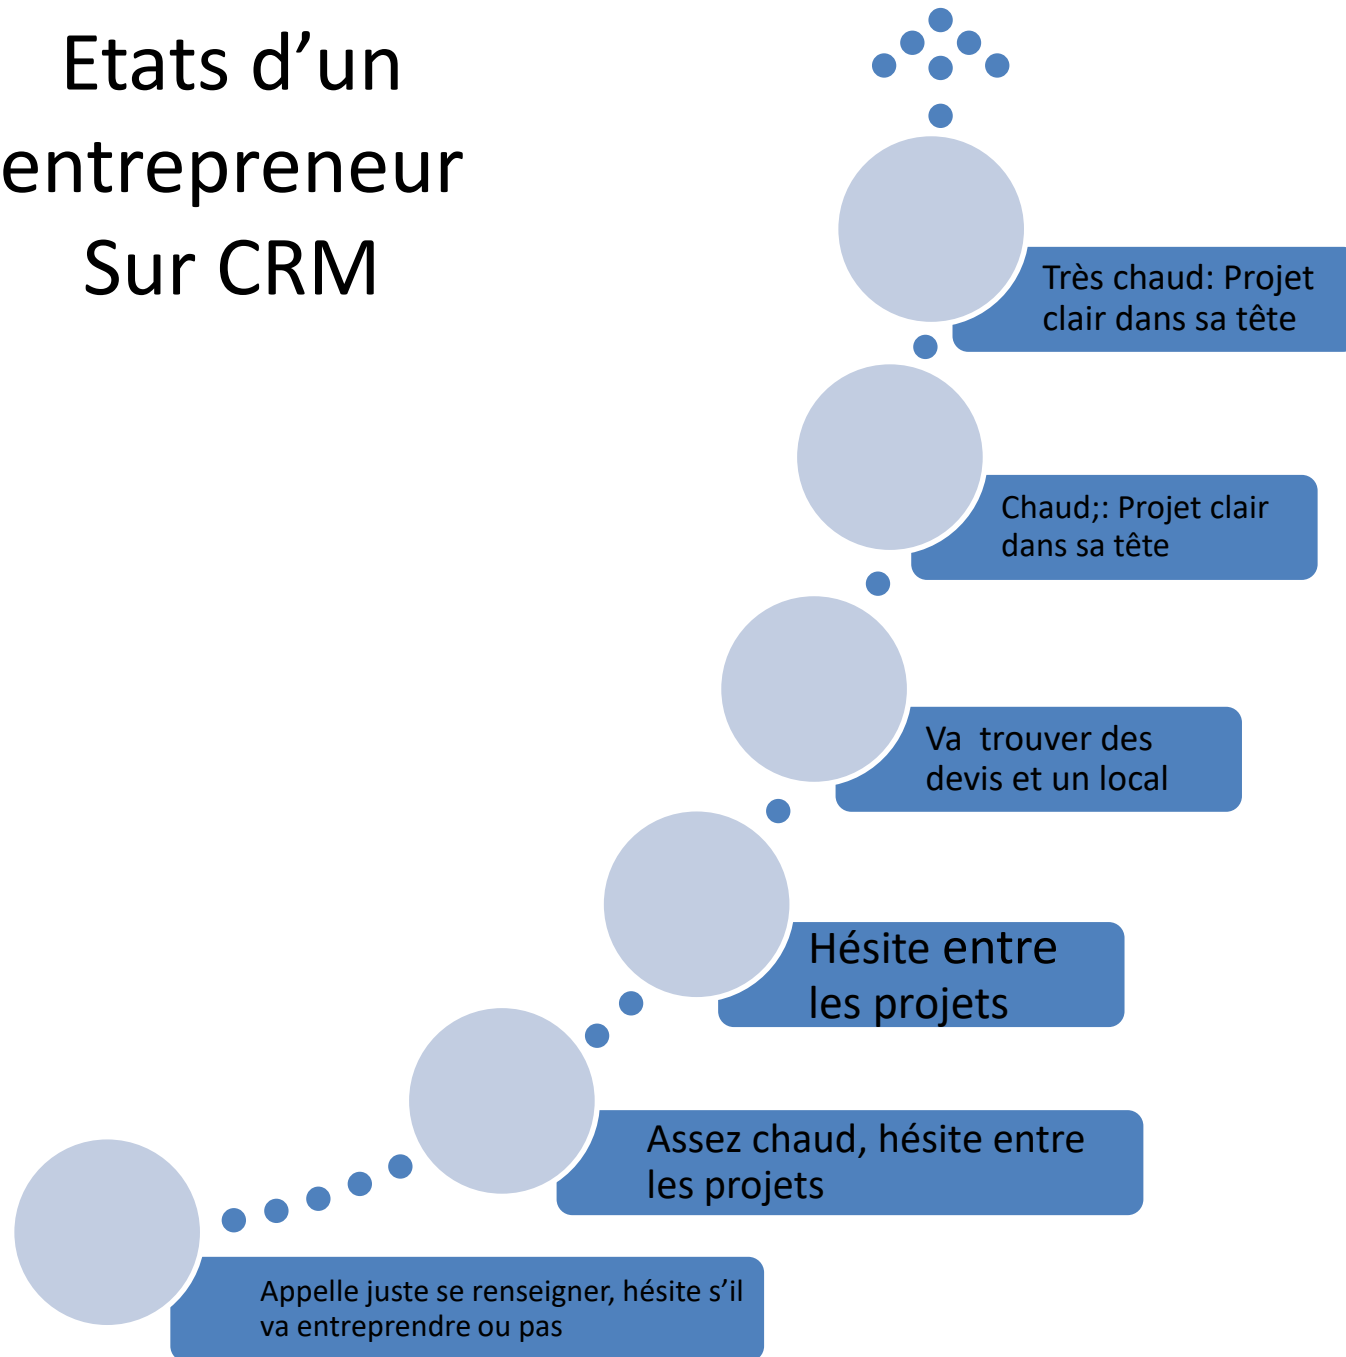 Etats d’un
entrepreneur
Sur CRM
Très chaud: Projet
clair dans sa tête
Chaud;: Projet clair
dans sa tête
Va  trouver des
devis et un local
Hésite entre
les projets
Assez chaud, hésite entre
les projets
Appelle juste se renseigner, hésite s’il
va entreprendre ou pas